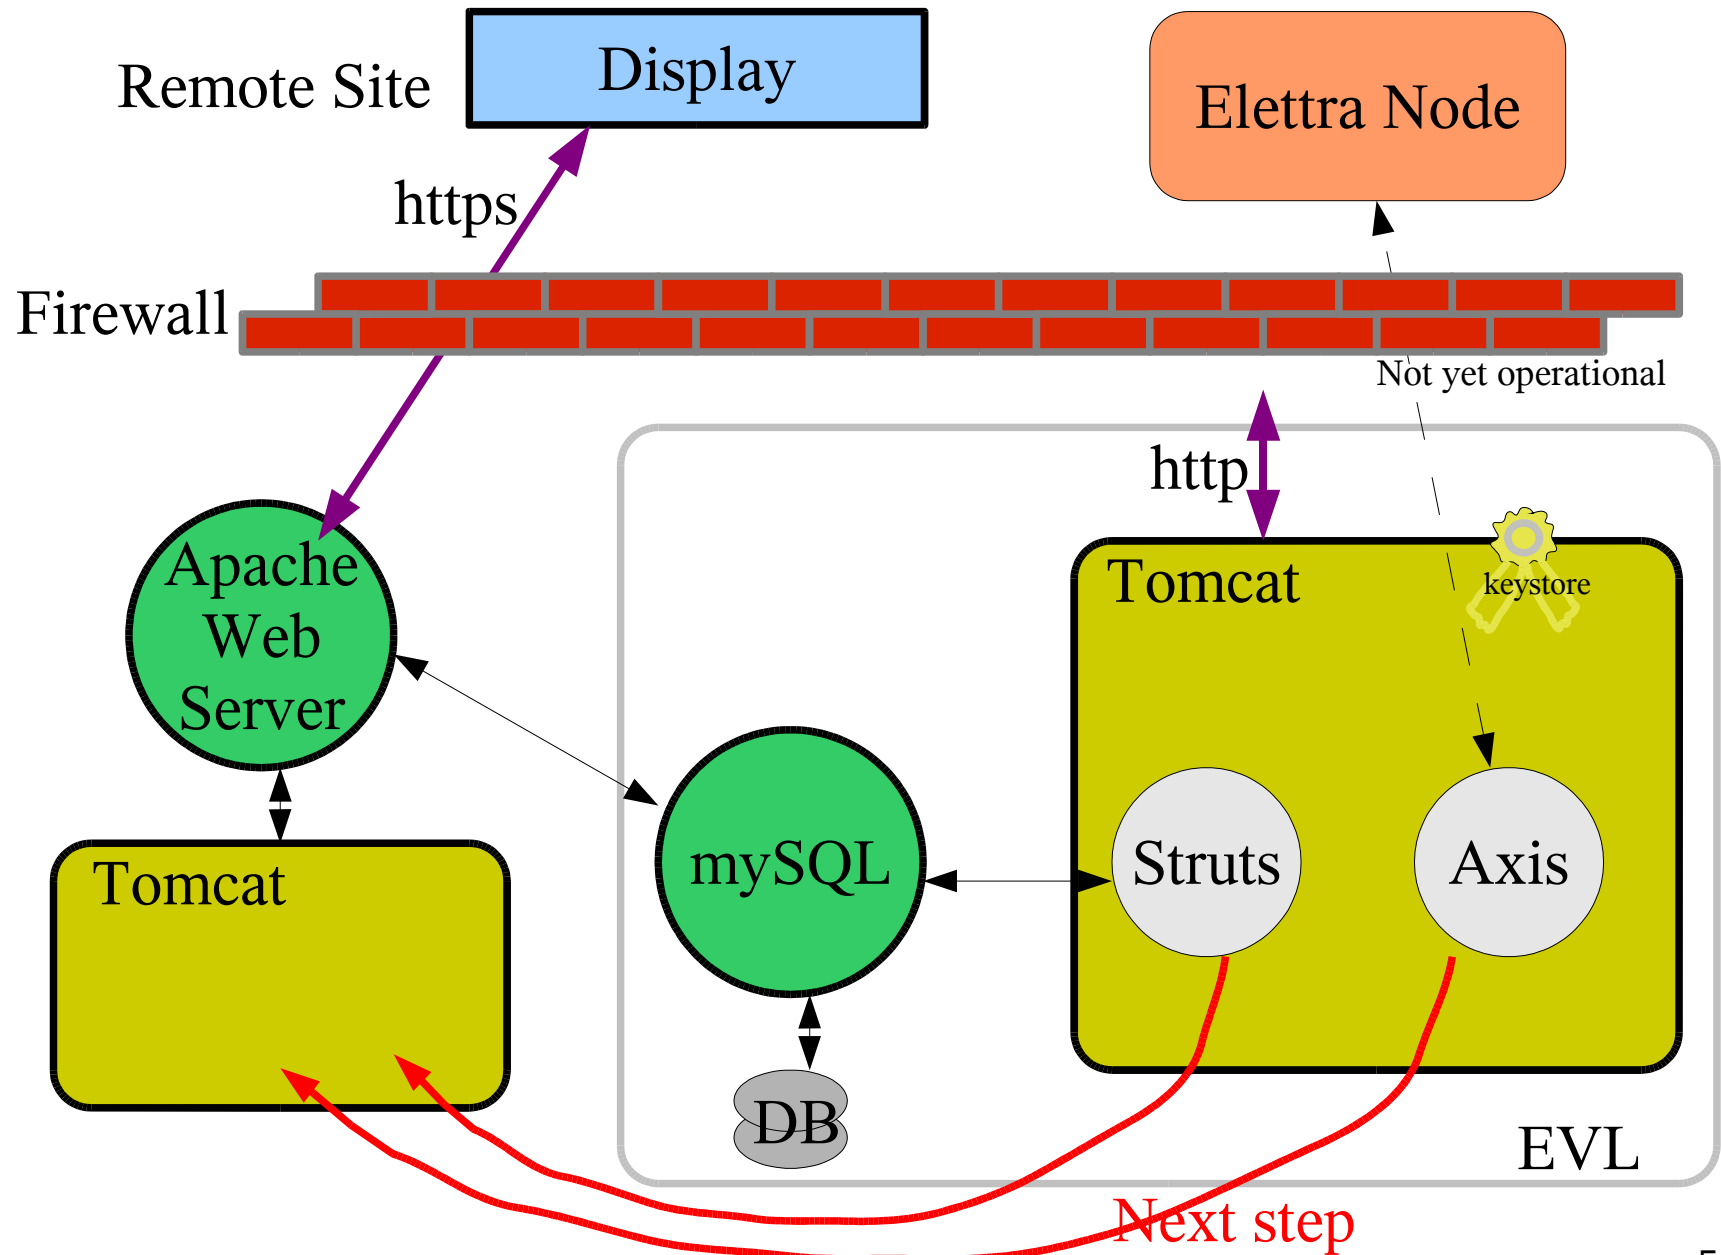 Remote Site
Display
Elettra Node
https
Firewall
Not yet operational
http
Apache
Web
Server
Tomcat
keystore
mySQL
Struts
Axis
Tomcat
DB
EVL
Next step